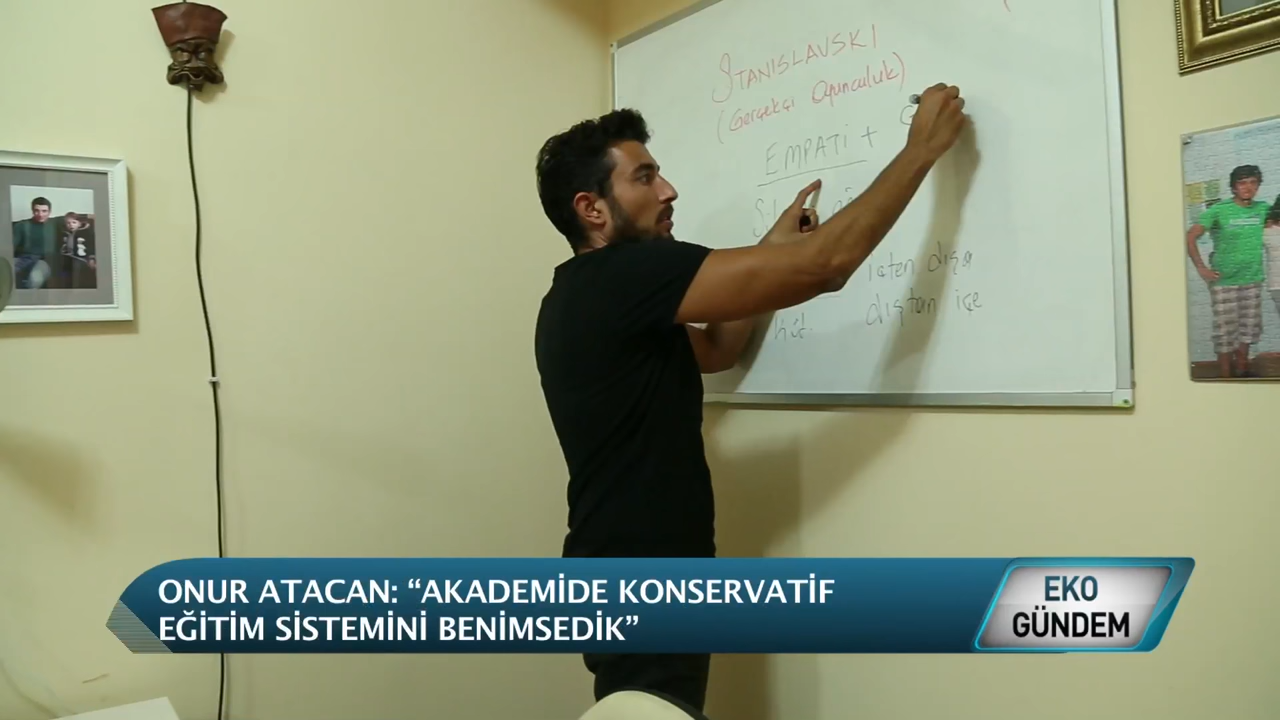 STANISLAVSKI
(Gerçekçi Oyunculuk)
EMPATİ +
içten dışa
dıştan içe
ONUR ATACAN: “AKADEMİDE KONSERVATİF
EĞİTİM SİSTEMİNİ BENİMSEDİK”
EKO
GÜNDEM